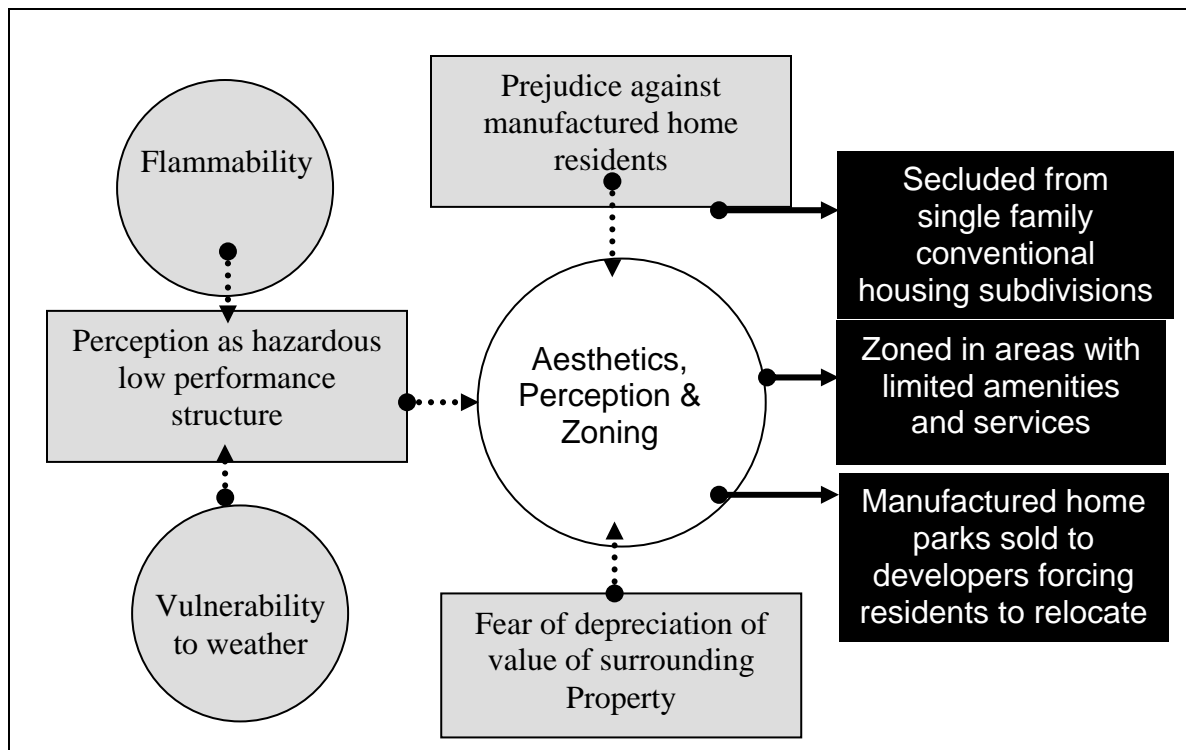 Flammability
Perception as hazardous
low performance
structure
Vulnerability
to weather
Prejudice against
manufactured home
residents
Aesthetics,
Perception &
Zoning
Fear of depreciation of
value of surrounding
Property
Secluded from
single family
conventional
housing subdivisions
Zoned in areas with
limited amenities
and services
Manufactured home
parks sold to
developers forcing
residents to relocate